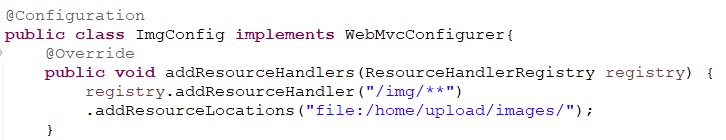 @Configuration
public class ImgConfig implements WebMvcConfigurer{
    @Override
    public void addResourceHandlers(ResourceHandlerRegistry registry) {
        registry.addResourceHandler("/img/**")
        .addResourceLocations("file:/home/upload/images/");
    }